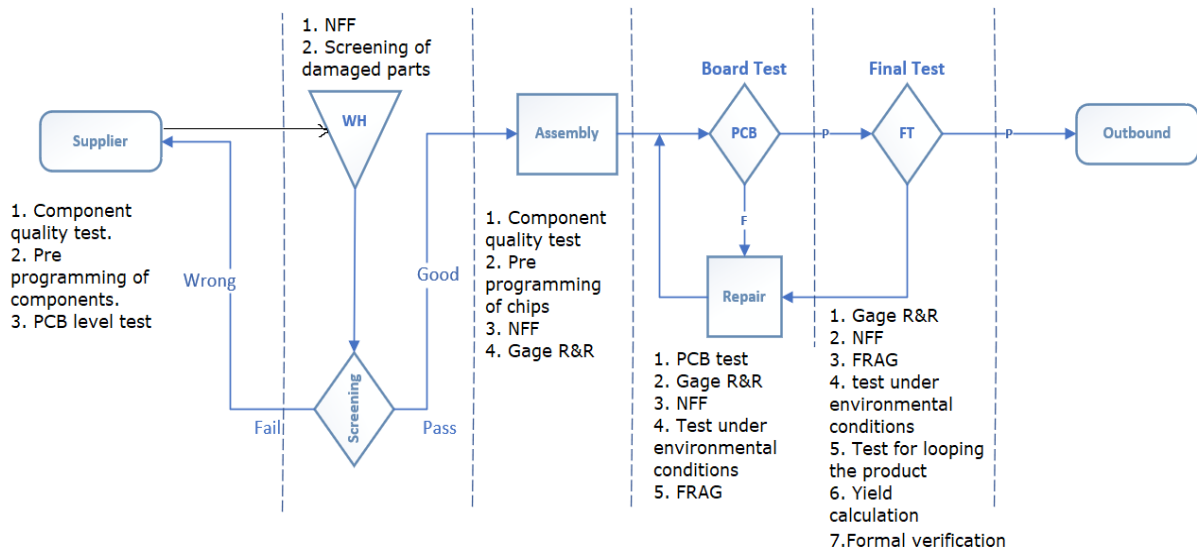 1. NFF
2. Screening of
damaged parts
Board Test
Final Test
Supplier
WH
Assembly
PCB
P
FT
P
Outbound
F
Repair
1. Component
quality test.
2. Pre
programming of
components.
3. PCB level test
Wrong
Good
1. Component
quality test
2. Pre
programming
of chips
3. NFF
4. Gage R&R
1. PCB test
2. Gage R&R
3. NFF
4. Test under
environmental
conditions
5. FRAG
1. Gage R&R
2. NFF
3. FRAG
4. test under
environmental
conditions
5. Test for looping
the product
6. Yield
calculation
7.Formal verification
Screening
Fail
Pass